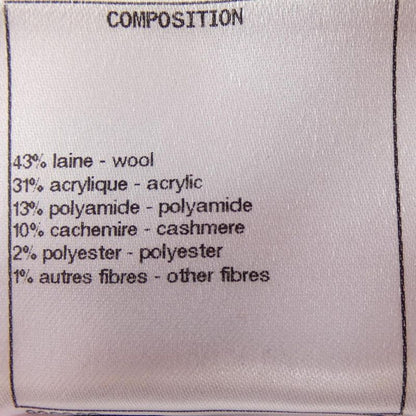 COMPOSITION
43% laine - wool
31% acrylique - acrylic
13% polyamide - polyamide
10% cachemire - cashmere
2% polyester - polyester
1% autres fibres - other fibres